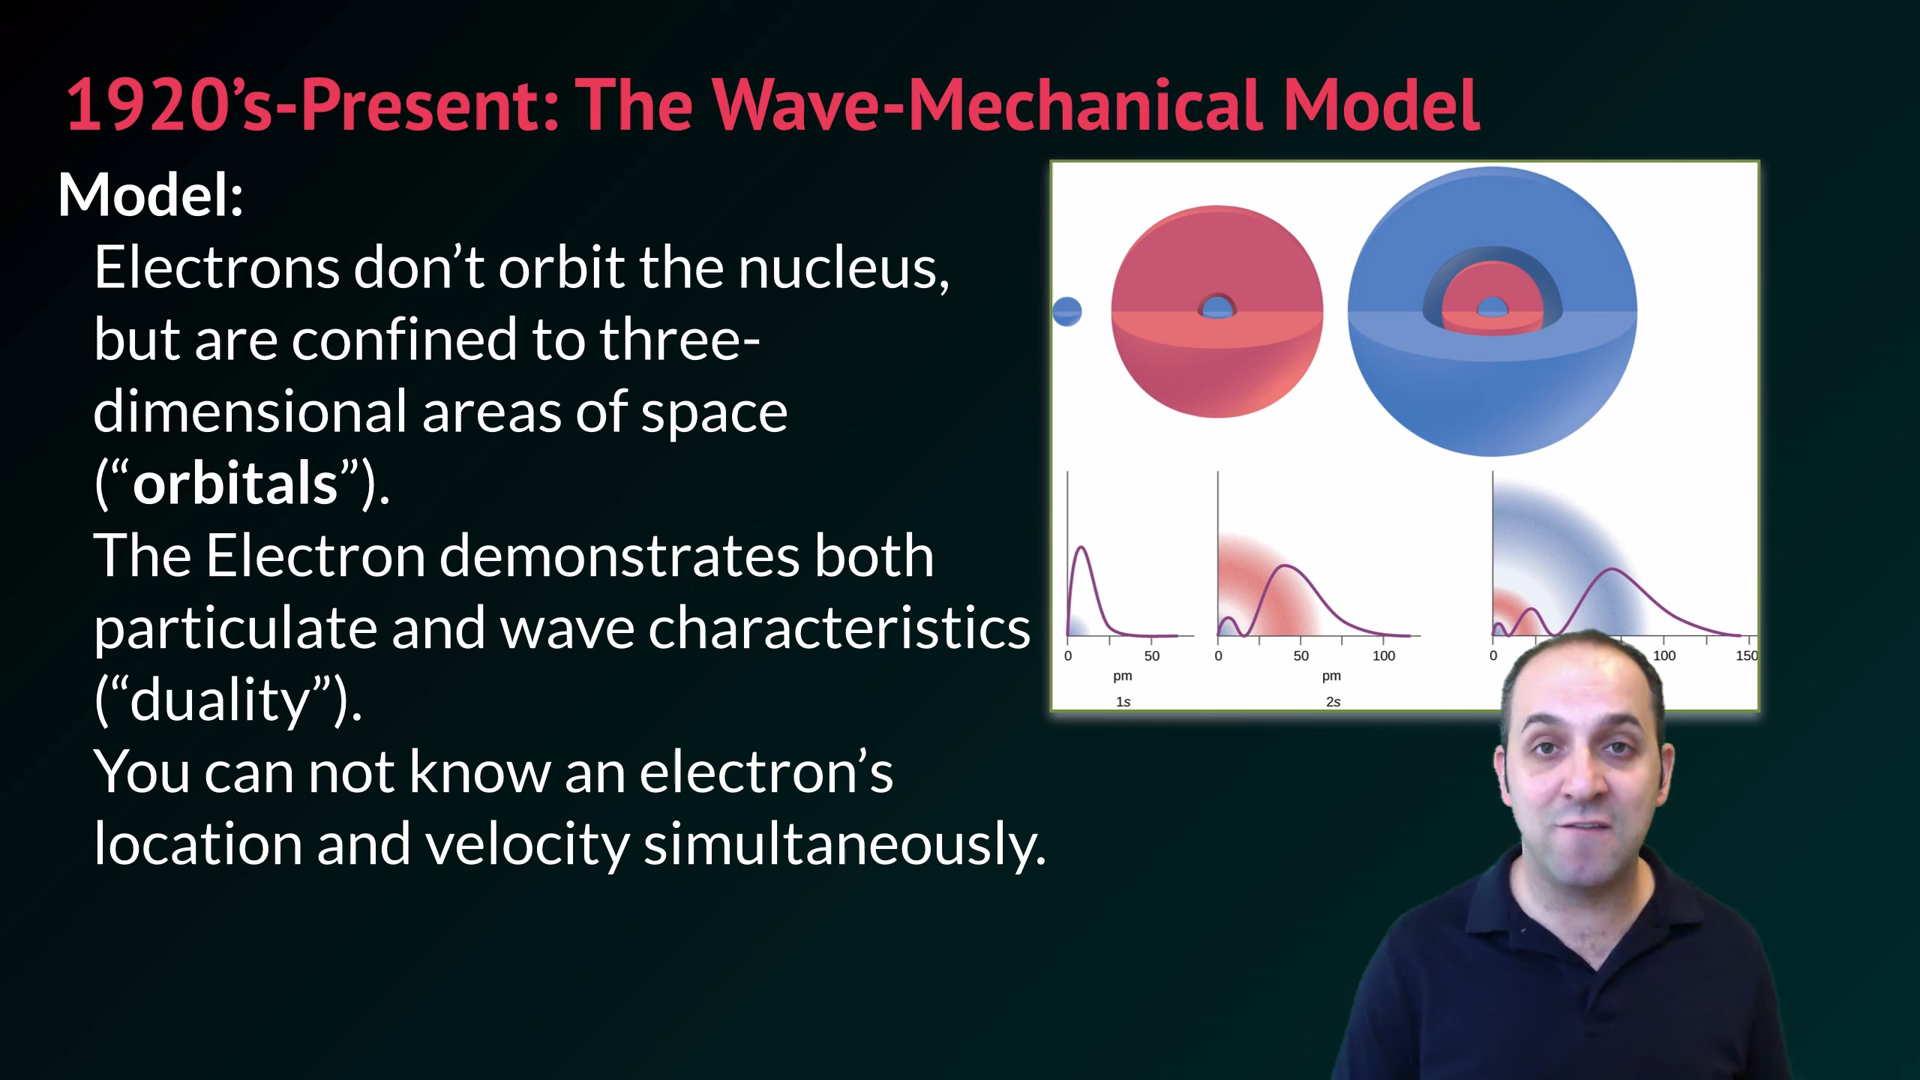 1920’s-Present: The Wave-Mechanical Model
Model:
Electrons don’t orbit the nucleus,
but are confined to three-
dimensional areas of space
(“orbitals”).
The Electron demonstrates both
particulate and wave characteristics
(“duality”).
You can not know an electron’s
location and velocity simultaneously.
0 50
pm
1s
0 50 100
pm
2s
0 100 150